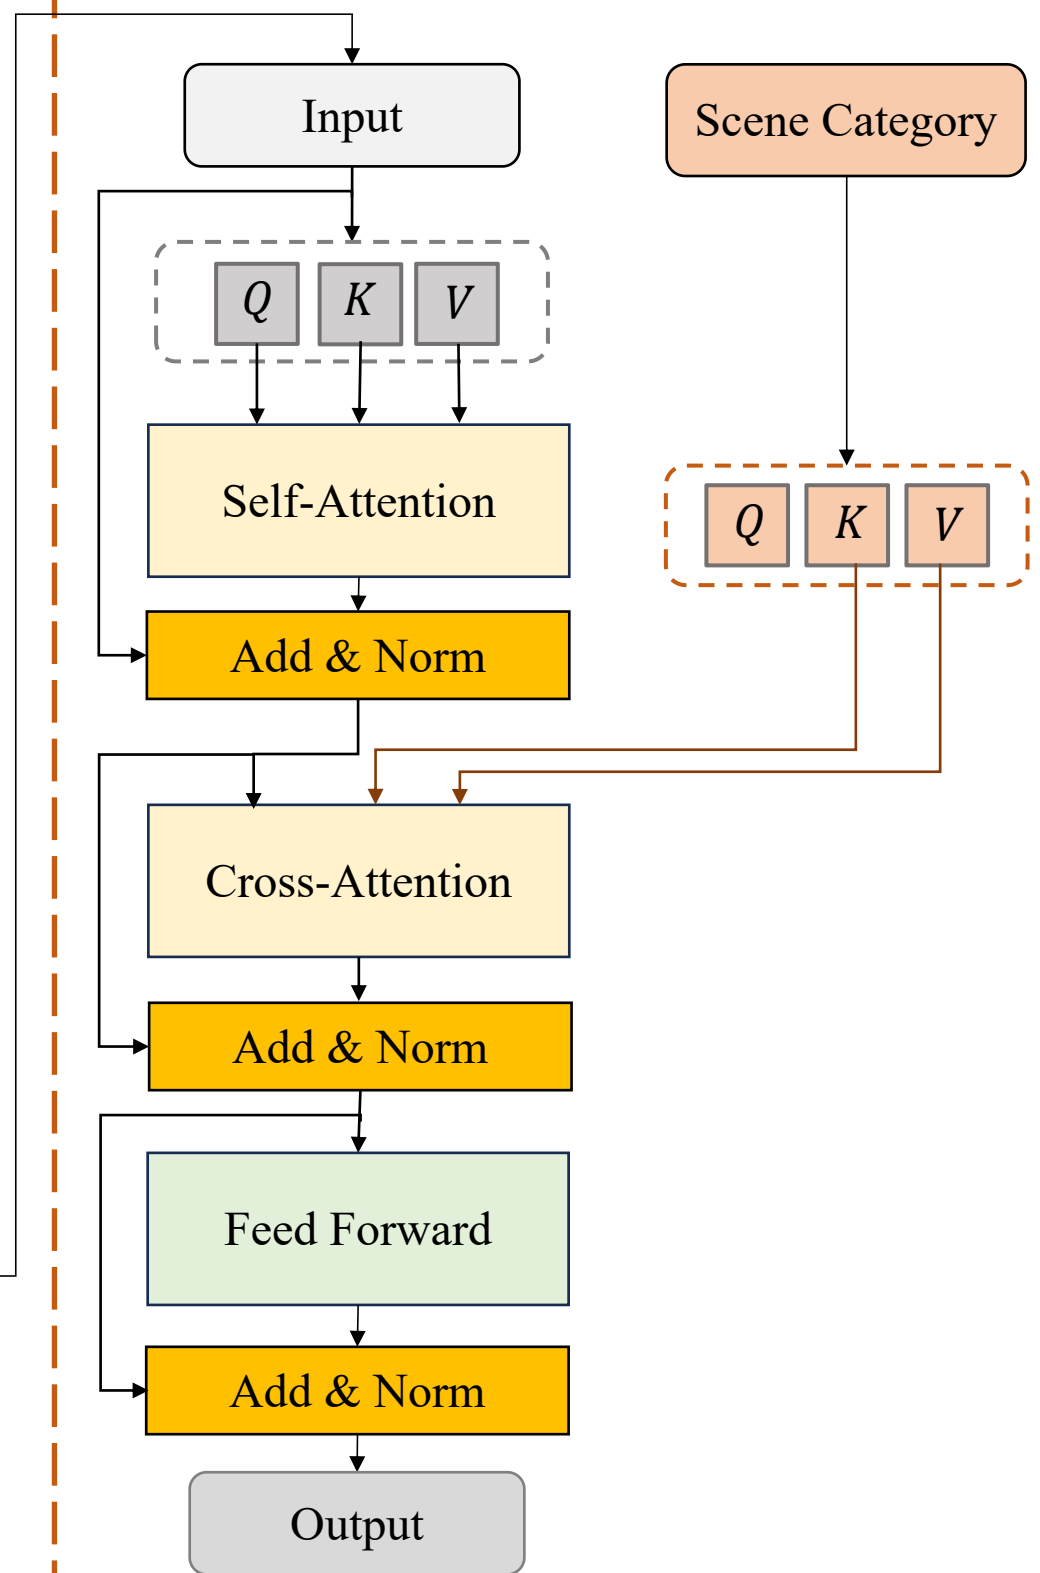 Input
Scene Category
Q K V
Self-Attention
Q K V
Add & Norm
Cross-Attention
Add & Norm
Feed Forward
Add & Norm
Output